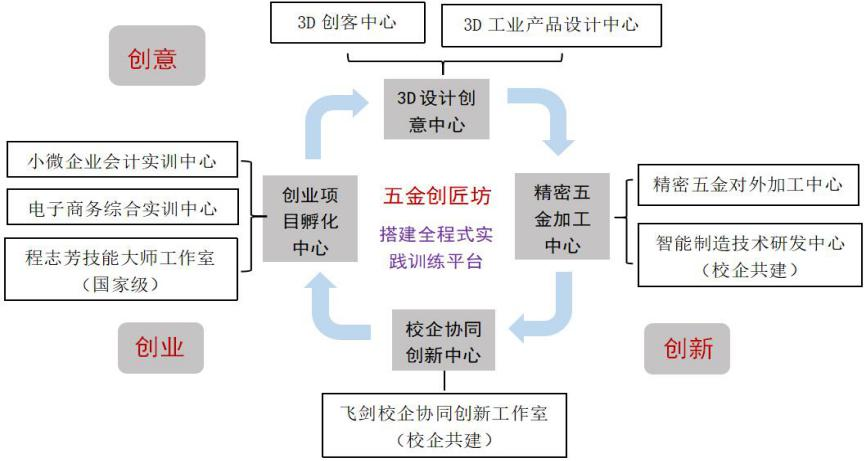 3D 创客中心
3D 工业产品设计中心
创意
3D 设计创
意中心
小微企业会计实训中心
电子商务综合实训中心
程志芳技能大师工作室
（国家级）
创业项
目孵化
中心
五金创匠坊
搭建全程式实
践训练平台
精密五
金加工
中心
精密五金对外加工中心
智能制造技术研发中心
（校企共建）
创业
校企协同
创新中心
创新
飞剑校企协同创新工作室
（校企共建）